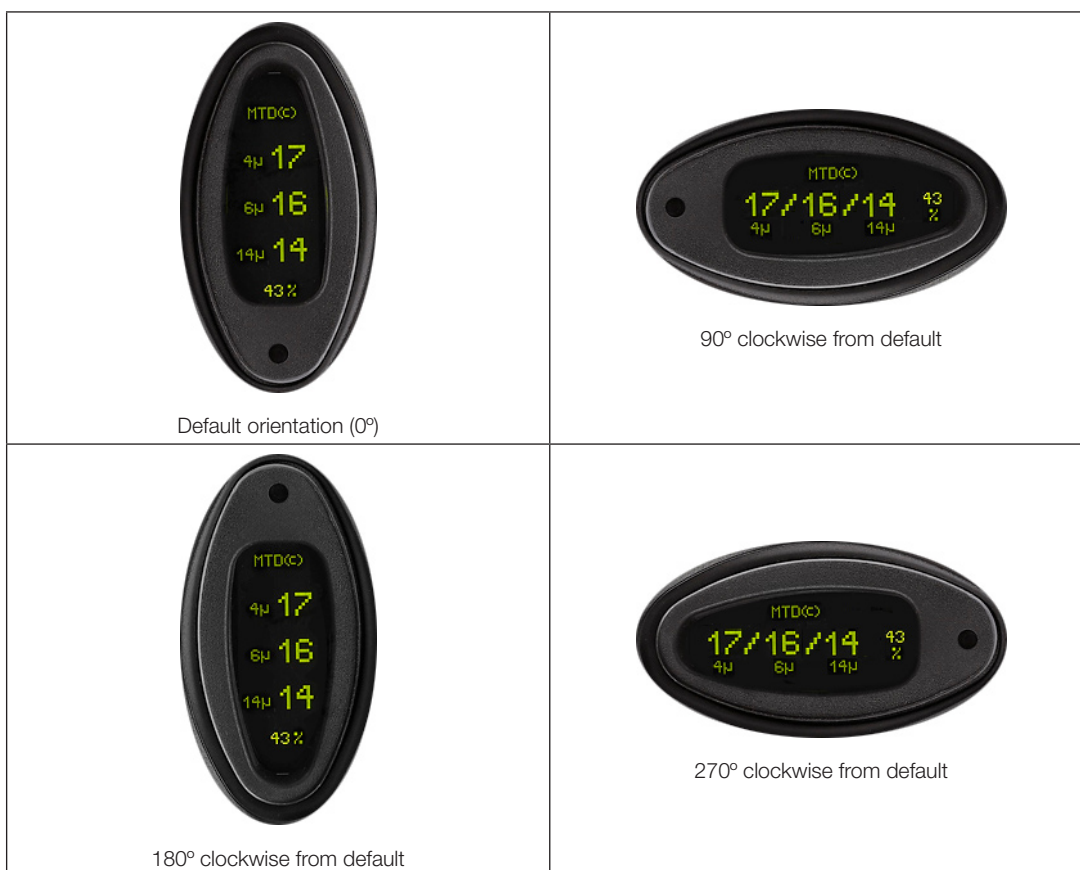 MTD(c)
4µ 17
6µ 16
14µ 14
43%
Default orientation (0º)
MTD(c)
17/16/14 43
%
4µ 6µ 14µ
90º clockwise from default
MTD(c)
4µ 17
6µ 16
14µ 14
43%
180º clockwise from default
MTD(c)
17/16/14 43
%
4µ 6µ 14µ
270º clockwise from default